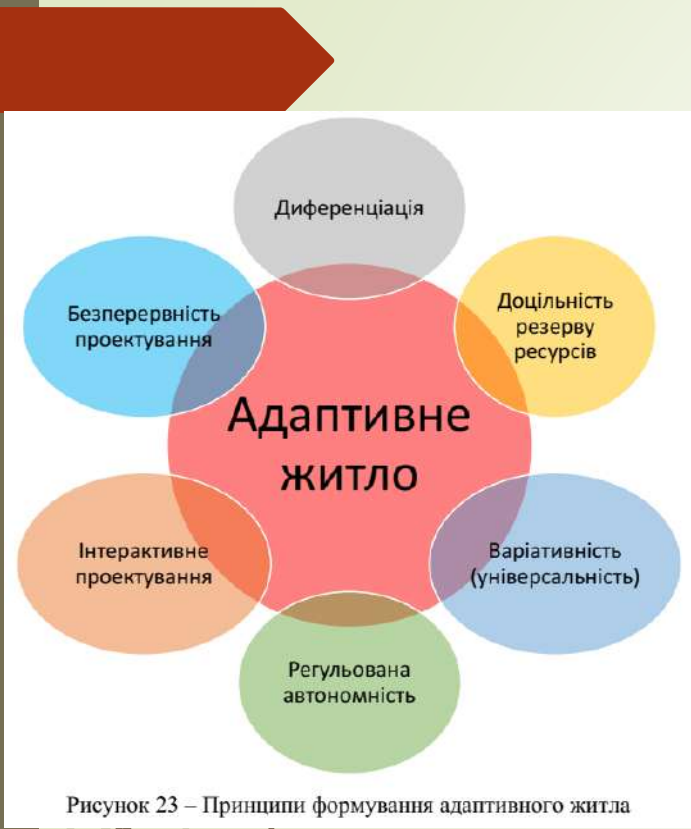 Диференціація
Доцільність
резерву
ресурсів
Безперервність
проектування
Адаптивне
житло
Інтерактивне
проектування
Варіативність
(універсальність)
Регульована
автономність
Рисунок 23 – Принципи формування адаптивного житла